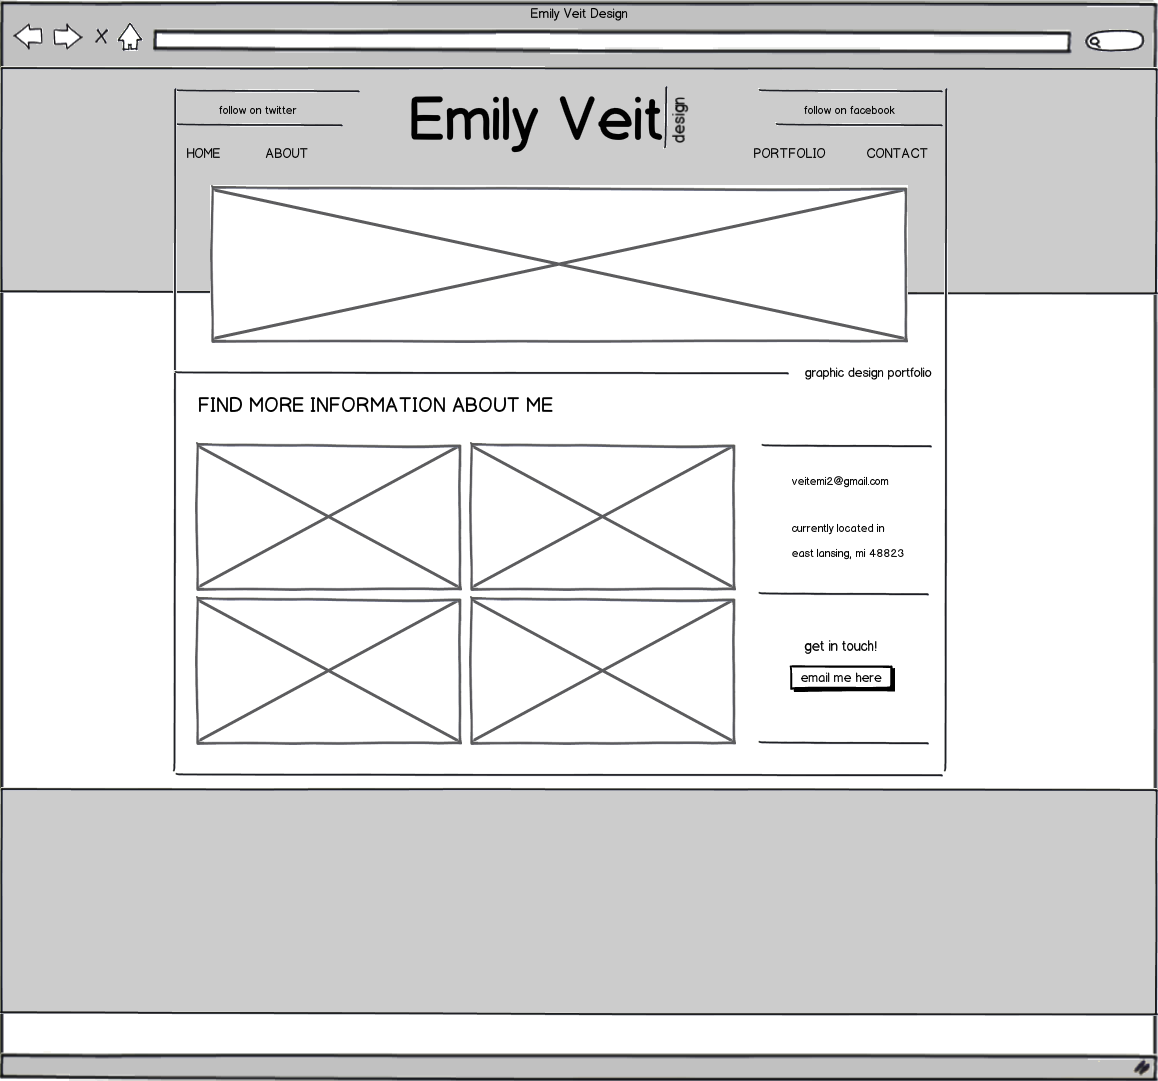 Emily Veit Design
follow on twitter
Emily Veit
design
follow on facebook
HOME
ABOUT
PORTFOLIO
CONTACT
graphic design portfolio
FIND MORE INFORMATION ABOUT ME
veitemi2@gmail.com
currently located in
east lansing, mi 48823
get in touch!
email me here